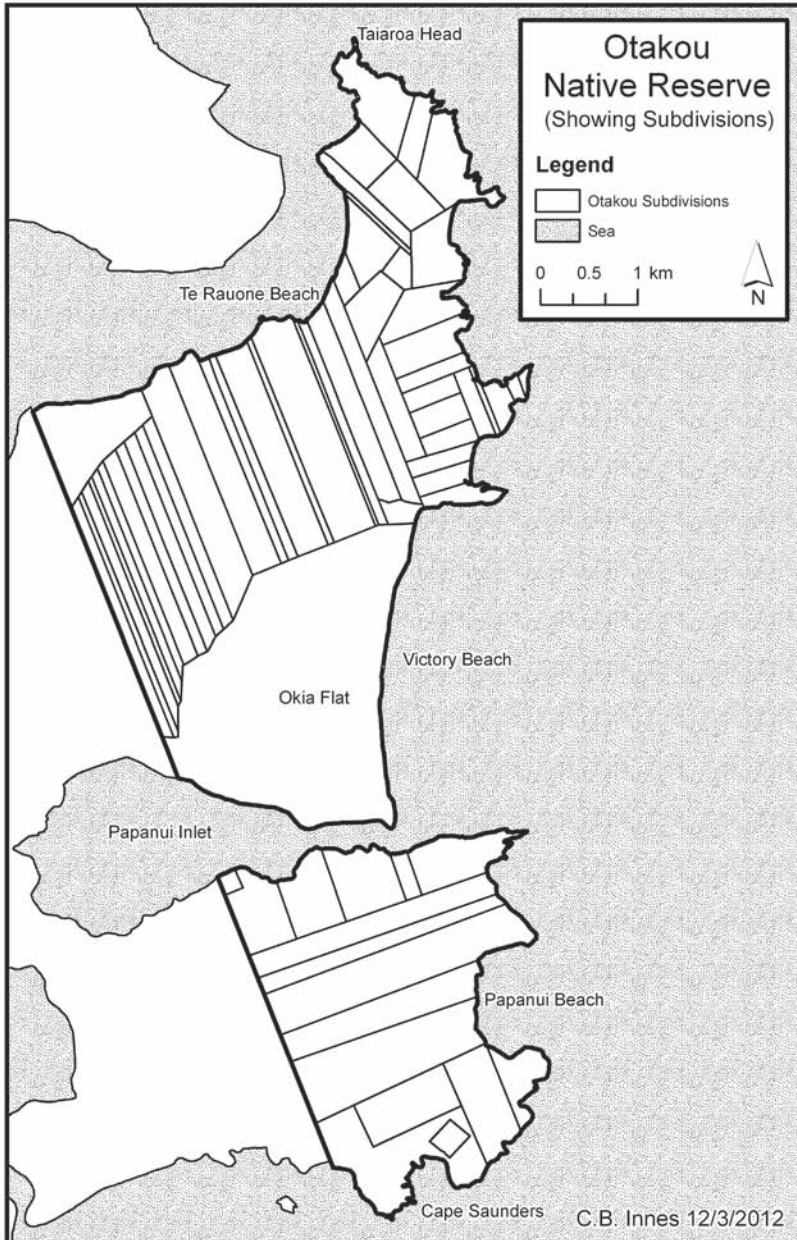 Taiaroa Head
Otakou
Native Reserve
(Showing Subdivisions)
Legend
Otakou Subdivisions
Sea
0 0.5 1 km
N
Te Rauone Beach
Victory Beach
Okia Flat
Papanui Inlet
Papanui Beach
Cape Saunders
C.B. Innes 12/3/2012